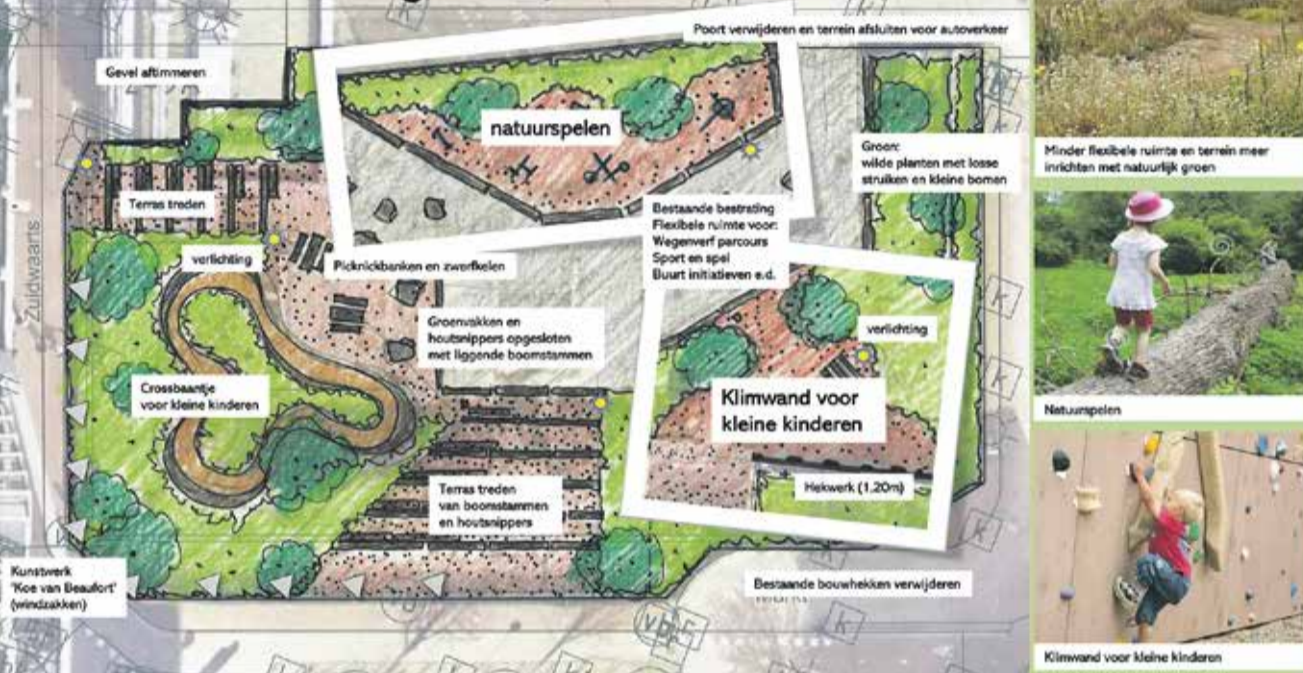 Poort verwijderen en terrein afsluiten voor autoverkeer
Gevel aftimmeren
natuurspelen
Groen:
wilde planten met losse
struiken en kleine bomen
Terras treden
Bestaande bestrating
Flexibele ruimte voor:
Wegenverf parcours
Sport en spel
Buurt initiatieven e.d.
Zuidwaarts
verlichting
Picknickbanken en zwerfkeien
Groenvakken en
houtsnippers opgesloten
met liggende boomstammen
verlichting
Crossbaantje
voor kleine kinderen
Klimwand voor
kleine kinderen
Terras treden
van boomstammen
en houtsnippers
Hekwerk (1.20m)
Kunstwerk
'Koe van Beaufort'
(windzakken)
Bestaande bouwhekken verwijderen
Minder flexibele ruimte en terrein meer
inrichten met natuurlijk groen
Natuurspelen
Klimwand voor kleine kinderen